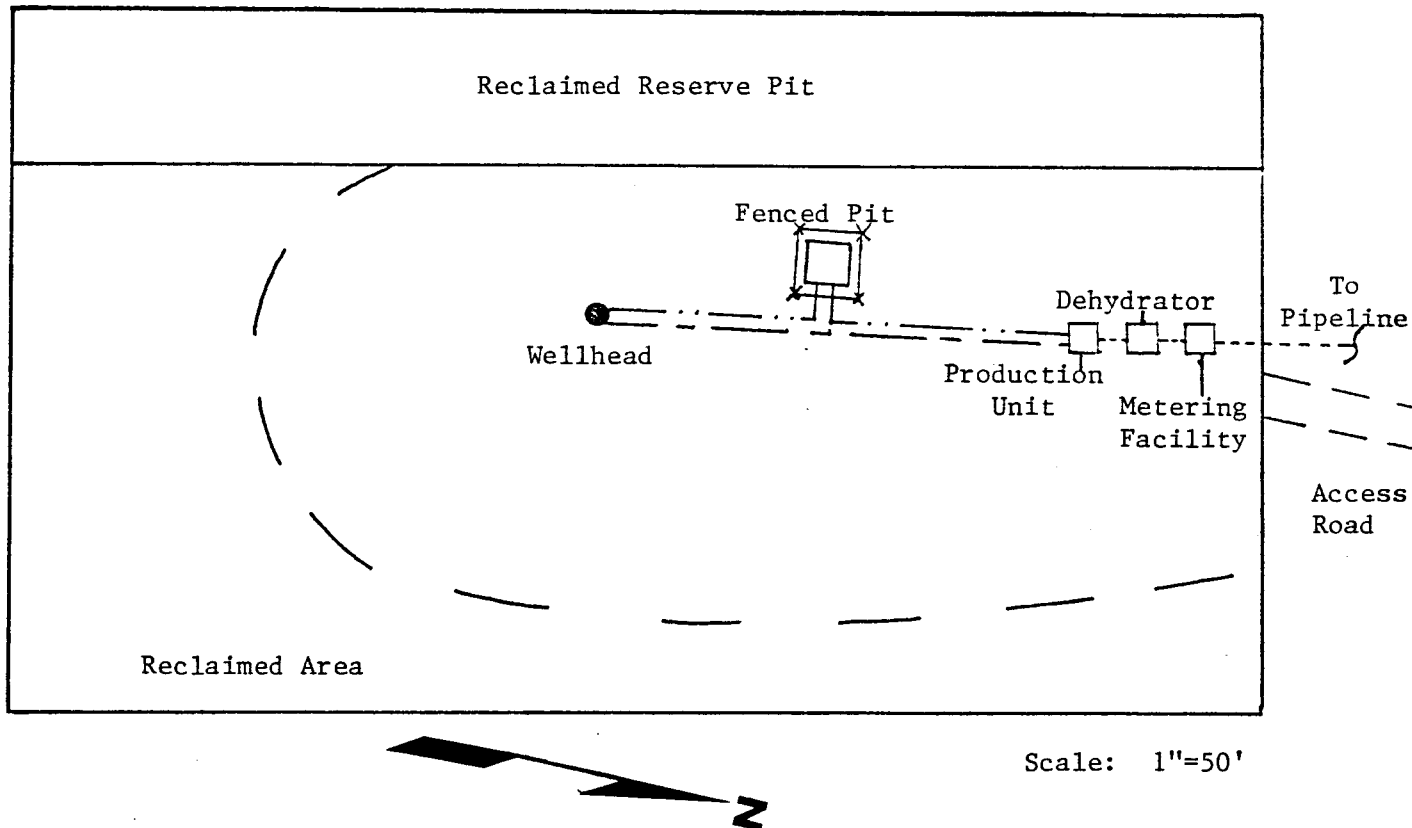 Reclaimed Reserve Pit
Fenced Pit
Wellhead
Dehydrator
To
Pipeline
Production
Unit
Metering
Facility
Access
Road
Reclaimed Area
Scale: 1"=50'
N